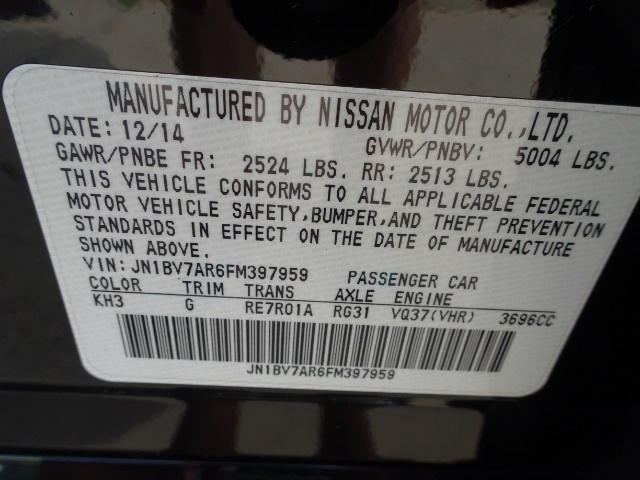 MANUFACTURED BY NISSAN MOTOR CO.,LTD.
DATE: 12/14 GVWR/PNBV: 5004 LBS.
GAWR/PNBE FR: 2524 LBS. RR: 2513 LBS.
THIS VEHICLE CONFORMS TO ALL APPLICABLE FEDERAL
MOTOR VEHICLE SAFETY,BUMPER,AND THEFT PREVENTION
STANDARDS IN EFFECT ON THE DATE OF MANUFACTURE
SHOWN ABOVE.
VIN:JN1BV7AR6FM397959 PASSENGER CAR
COLOR TRIM TRANS AXLE ENGINE
KH3 G RE7R01A RG31 VQ37(VHR) 3696CC
JN1BV7AR6FM397959